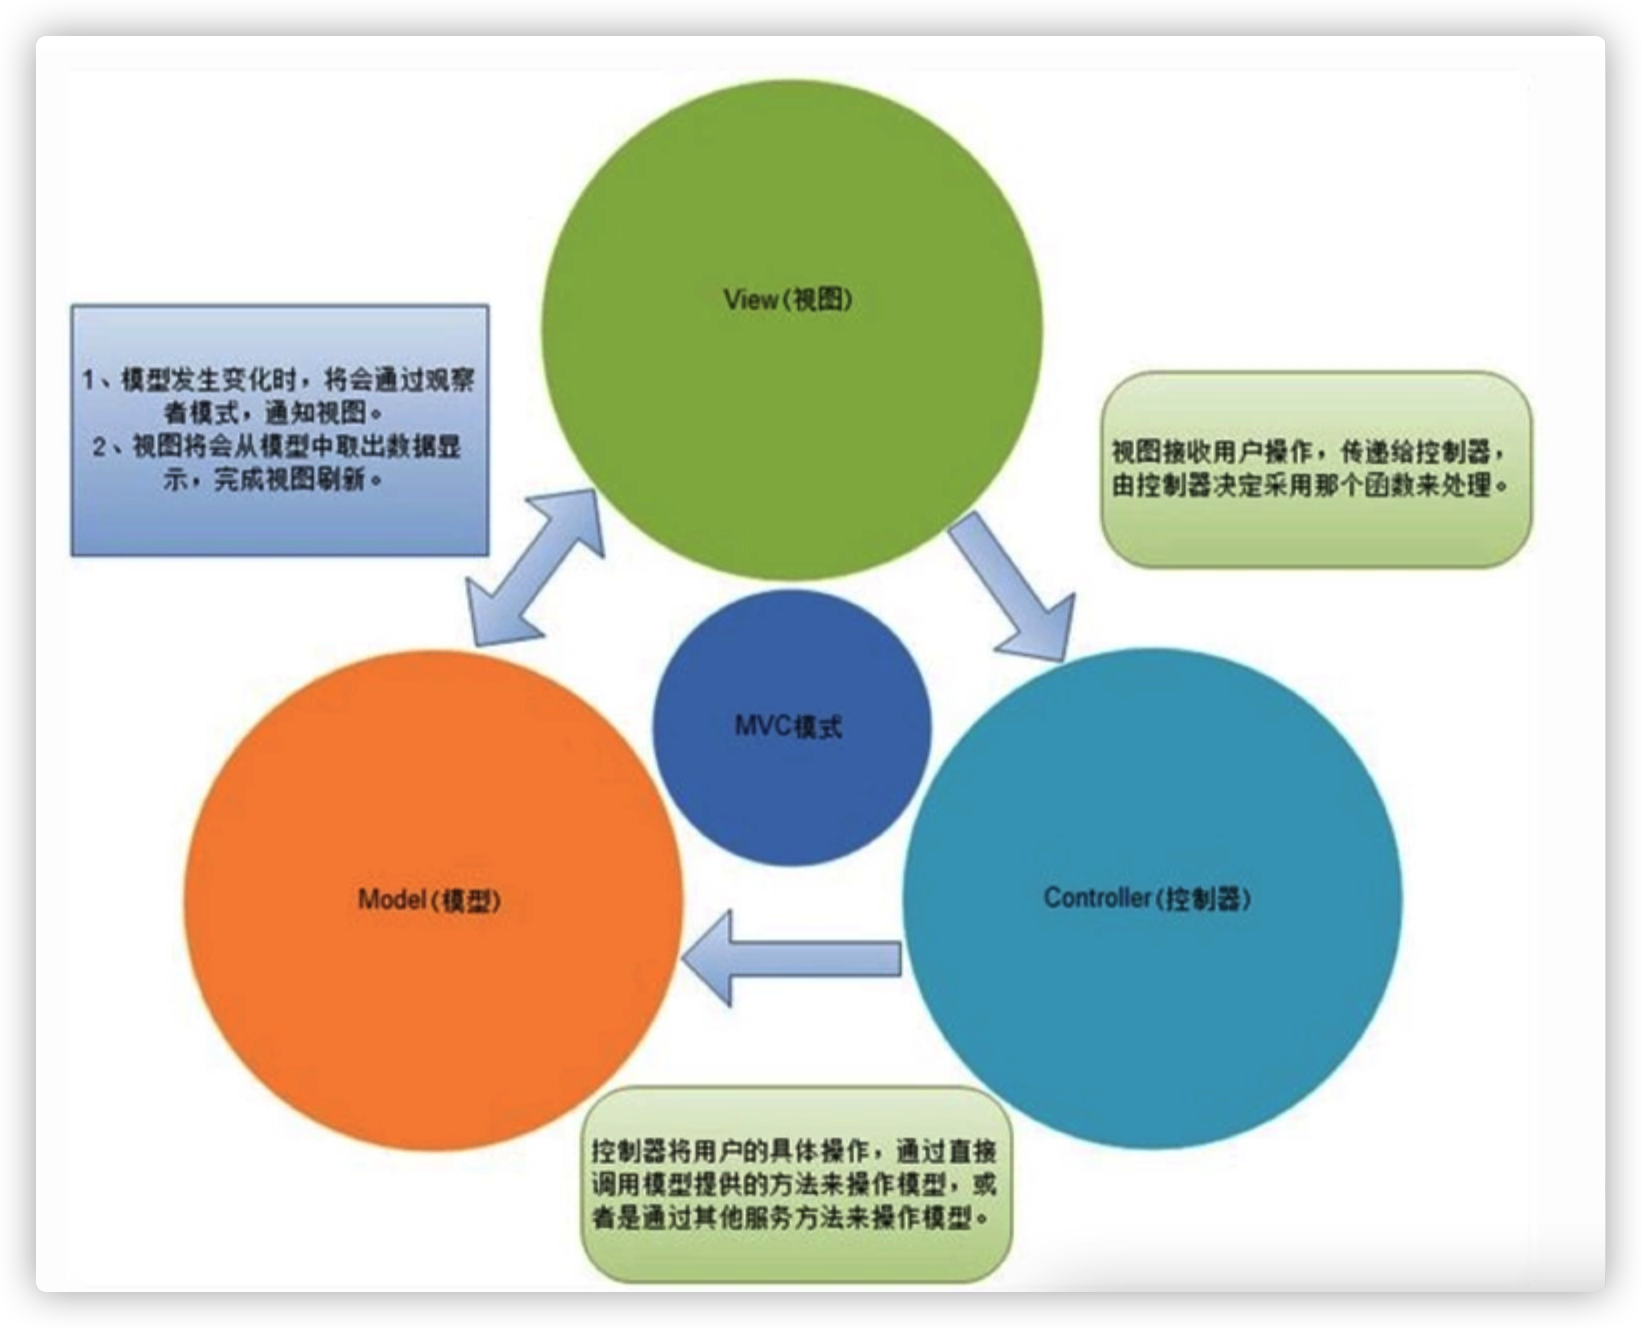 View(视图)
1、模型发生变化时，将会通过观察
者模式，通知视图。
2、视图将会从模型中取出数据显
示，完成视图刷新。
视图接收用户操作，传递给控制器，
由控制器决定采用那个函数来处理。
MVC模式
Model(模型)
Controller(控制器)
控制器将用户的具体操作，通过直接
调用模型提供的方法来操作模型，或
者是通过其他服务方法来操作模型。